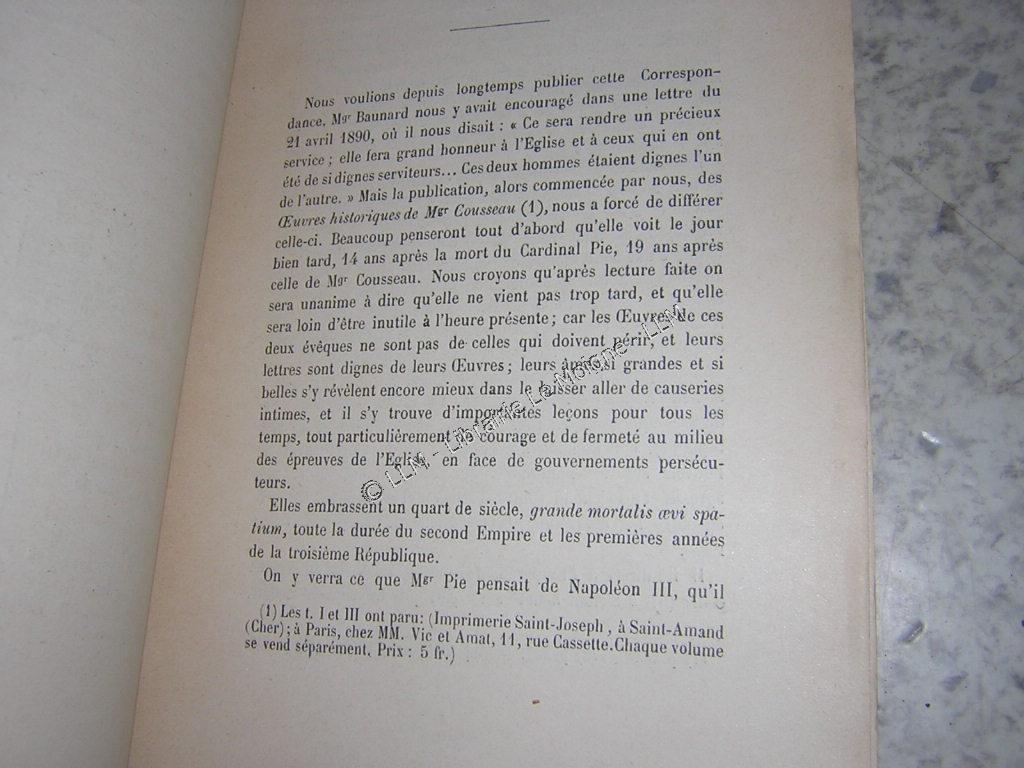 Nous voulions depuis longtemps publier cette Correspon-
dance. Mgr Baunard nous y avait encouragé dans une lettre du
21 avril 1890, où il nous disait : « Ce sera rendre un précieux
service ; elle fera grand honneur à l'Eglise et à ceux qui en ont
été de si dignes serviteurs... Ces deux hommes étaient dignes l'un
de l'autre. » Mais la publication, alors commencée par nous, des
Œuvres historiques de Mgr Cousseau (1), nous a forcé de différer
celle-ci. Beaucoup penseront tout d'abord qu'elle voit le jour
bien tard, 14 ans après la mort du Cardinal Pie, 19 ans après
celle de Mgr Cousseau. Nous croyons qu'après lecture faite on
sera unanime à dire qu'elle ne vient pas trop tard, et qu'elle
sera loin d'être inutile à l'heure présente ; car les Œuvres de ces
deux évêques ne sont pas de celles qui doivent périr, et leurs
lettres sont dignes de leurs Œuvres ; leurs âmes si grandes et si
belles s'y révèlent encore mieux dans le laisser aller de causeries
intimes, et il s'y trouve d'importantes leçons pour tous les
temps, tout particulièrement de courage et de fermeté au milieu
des épreuves de l'Eglise, en face de gouvernements persécu-
teurs.
Elles embrassent un quart de siècle, grande mortalis ævi spa-
tium, toute la durée du second Empire et les premières années
de la troisième République.
On y verra ce que Mgr Pie pensait de Napoléon III, qu'il
(1) Les t. I et III ont paru: (Imprimerie Saint-Joseph, à Saint-Amand
(Cher) ; à Paris, chez MM. Vic et Amat, 11, rue Cassette. Chaque volume
se vend séparément. Prix : 5 fr.)
© LLM - Librairie Le Moigne - LLM